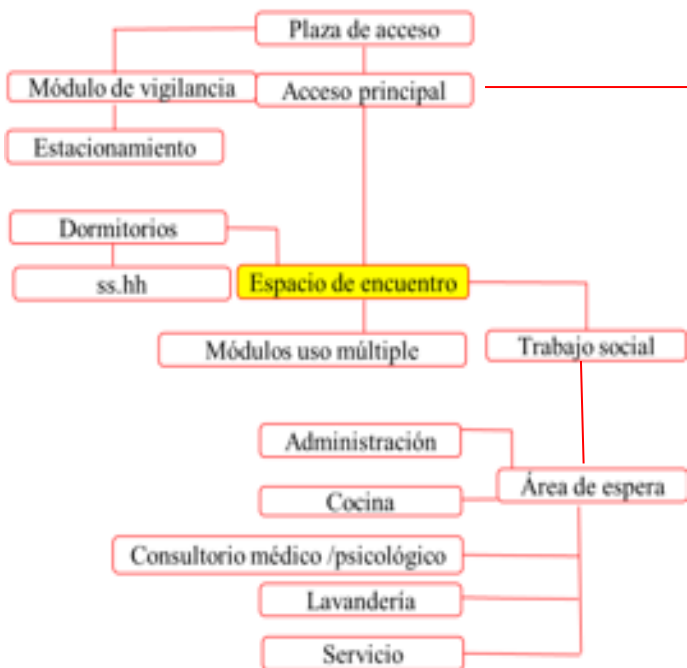 Plaza de acceso
Módulo de vigilancia
Acceso principal
Estacionamiento
Dormitorios
ss.hh
Espacio de encuentro
Módulos uso múltiple
Trabajo social
Administración
Área de espera
Cocina
Consultorio médico /psicológico
Lavandería
Servicio